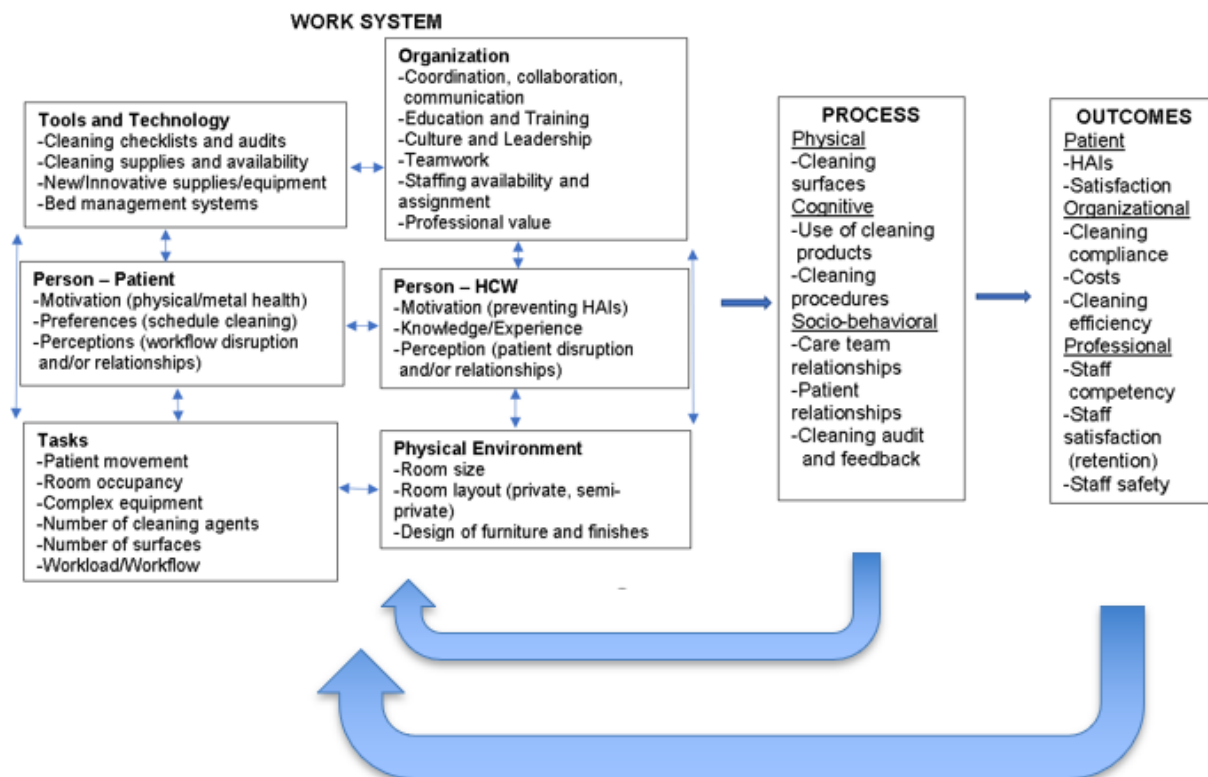 WORK SYSTEM
Organization
-Coordination, collaboration,
communication
-Education and Training
-Culture and Leadership
-Teamwork
-Staffing availability and
assignment
-Professional value
Tools and Technology
-Cleaning checklists and audits
-Cleaning supplies and availability
-New/Innovative supplies/equipment
-Bed management systems
Person – Patient
-Motivation (physical/metal health)
-Preferences (schedule cleaning)
-Perceptions (workflow disruption
and/or relationships)
Person – HCW
-Motivation (preventing HAIs)
-Knowledge/Experience
-Perception (patient disruption
and/or relationships)
Tasks
-Patient movement
-Room occupancy
-Complex equipment
-Number of cleaning agents
-Number of surfaces
-Workload/Workflow
Physical Environment
-Room size
-Room layout (private, semi-
private)
-Design of furniture and finishes
PROCESS
Physical
-Cleaning
surfaces
Cognitive
-Use of cleaning
products
-Cleaning
procedures
Socio-behavioral
-Care team
relationships
-Patient
relationships
-Cleaning audit
and feedback
OUTCOMES
Patient
-HAIs
-Satisfaction
Organizational
-Cleaning
compliance
-Costs
-Cleaning
efficiency
Professional
-Staff
competency
-Staff
satisfaction
(retention)
-Staff safety